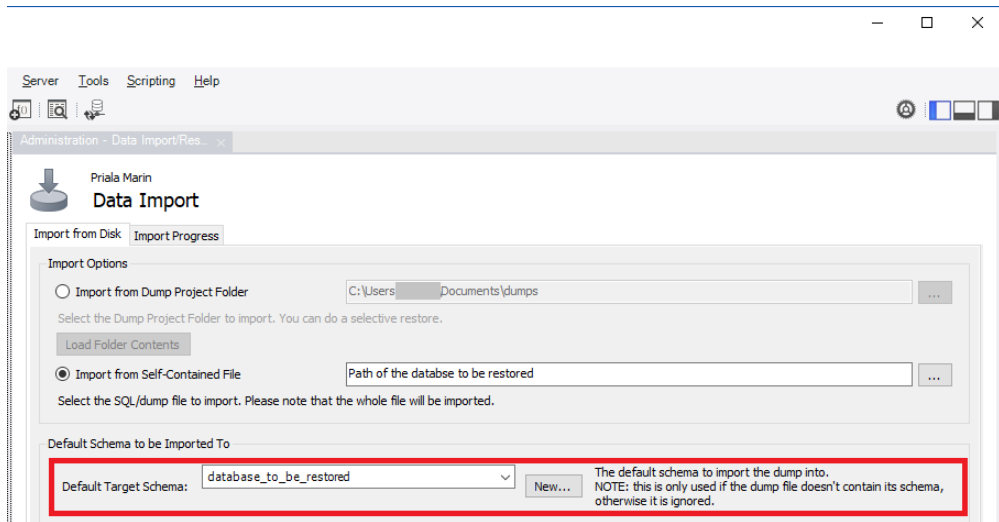 Server Tools Scripting Help
Administration - Data Import/Res...
Priala Marin
Data Import
Import from Disk Import Progress
Import Options
Import from Dump Project Folder C:\Users Documents\dumps ...
Select the Dump Project Folder to import. You can do a selective restore.
Load Folder Contents
Import from Self-Contained File Path of the databse to be restored ...
Select the SQL/dump file to import. Please note that the whole file will be imported.
Default Schema to be Imported To
Default Target Schema: database_to_be_restored New... The default schema to import the dump into.
NOTE: this is only used if the dump file doesn't contain its schema,
otherwise it is ignored.